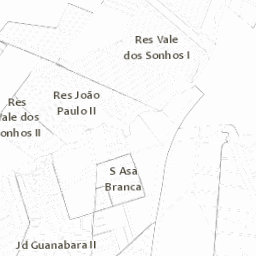 Res Vale
dos Sonhos I
Res João
Paulo II
Res
Vale dos
Sonhos II
S Asa
Branca
Jd Guanabara II